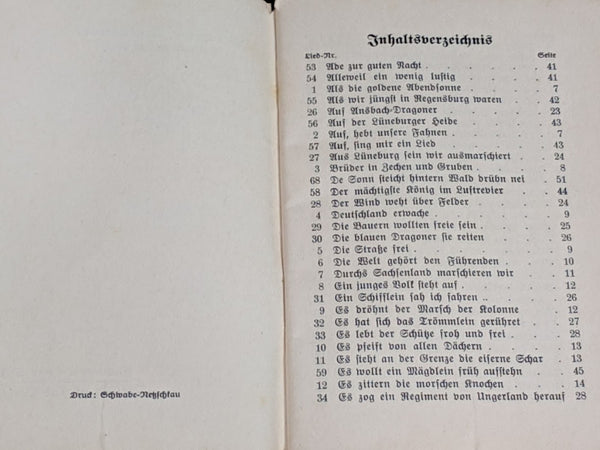 Druck: Schwabe-Netzschkau
Inhaltsverzeichnis
Lied-Nr. Seite
53 Ade zur guten Nacht . . . . . . 41
54 Alleweil ein wenig lustig . . . . . 41
1 Als die goldene Abendsonne . . . . 7
55 Als wir jüngst in Regensburg waren . . 42
26 Auf Ansbach-Dragoner . . . . . 23
56 Auf der Lüneburger Heide . . . . 43
2 Auf, hebt unsere Fahnen . . . . . 7
57 Auf, sing mir ein Lied . . . . . 43
27 Aus Lüneburg sein wir ausmarschiert . . 24
3 Brüder in Zechen und Gruben . . . . 8
68 De Sonn steicht hintern Wald drübn nei . . 51
58 Der mächtigste König im Luftrevier . . 44
28 Der Wind weht über Felder . . . . 24
4 Deutschland erwache . . . . . . 9
29 Die Bauern wollten freie sein . . . . 25
30 Die blauen Dragoner sie reiten . . . 26
5 Die Straße frei . . . . . . . 9
6 Die Welt gehört den Führenden . . . 10
7 Durchs Sachsenland marschieren wir . . 11
8 Ein junges Volk steht auf . . . . 12
31 Ein Schifflein sah ich fahren . . . . 26
9 Es dröhnt der Marsch der Kolonne . . 12
32 Es hat sich das Trömmlein gerühret . . 27
33 Es lebt der Schütze froh und frei . . . 28
10 Es pfeift von allen Dächern . . . . 13
11 Es steht an der Grenze die eiserne Schar . 13
59 Es wollt ein Mägdlein früh aufstehn . . 45
12 Es zittern die morschen Knochen . . . 14
34 Es zog ein Regiment von Ungerland herauf 28